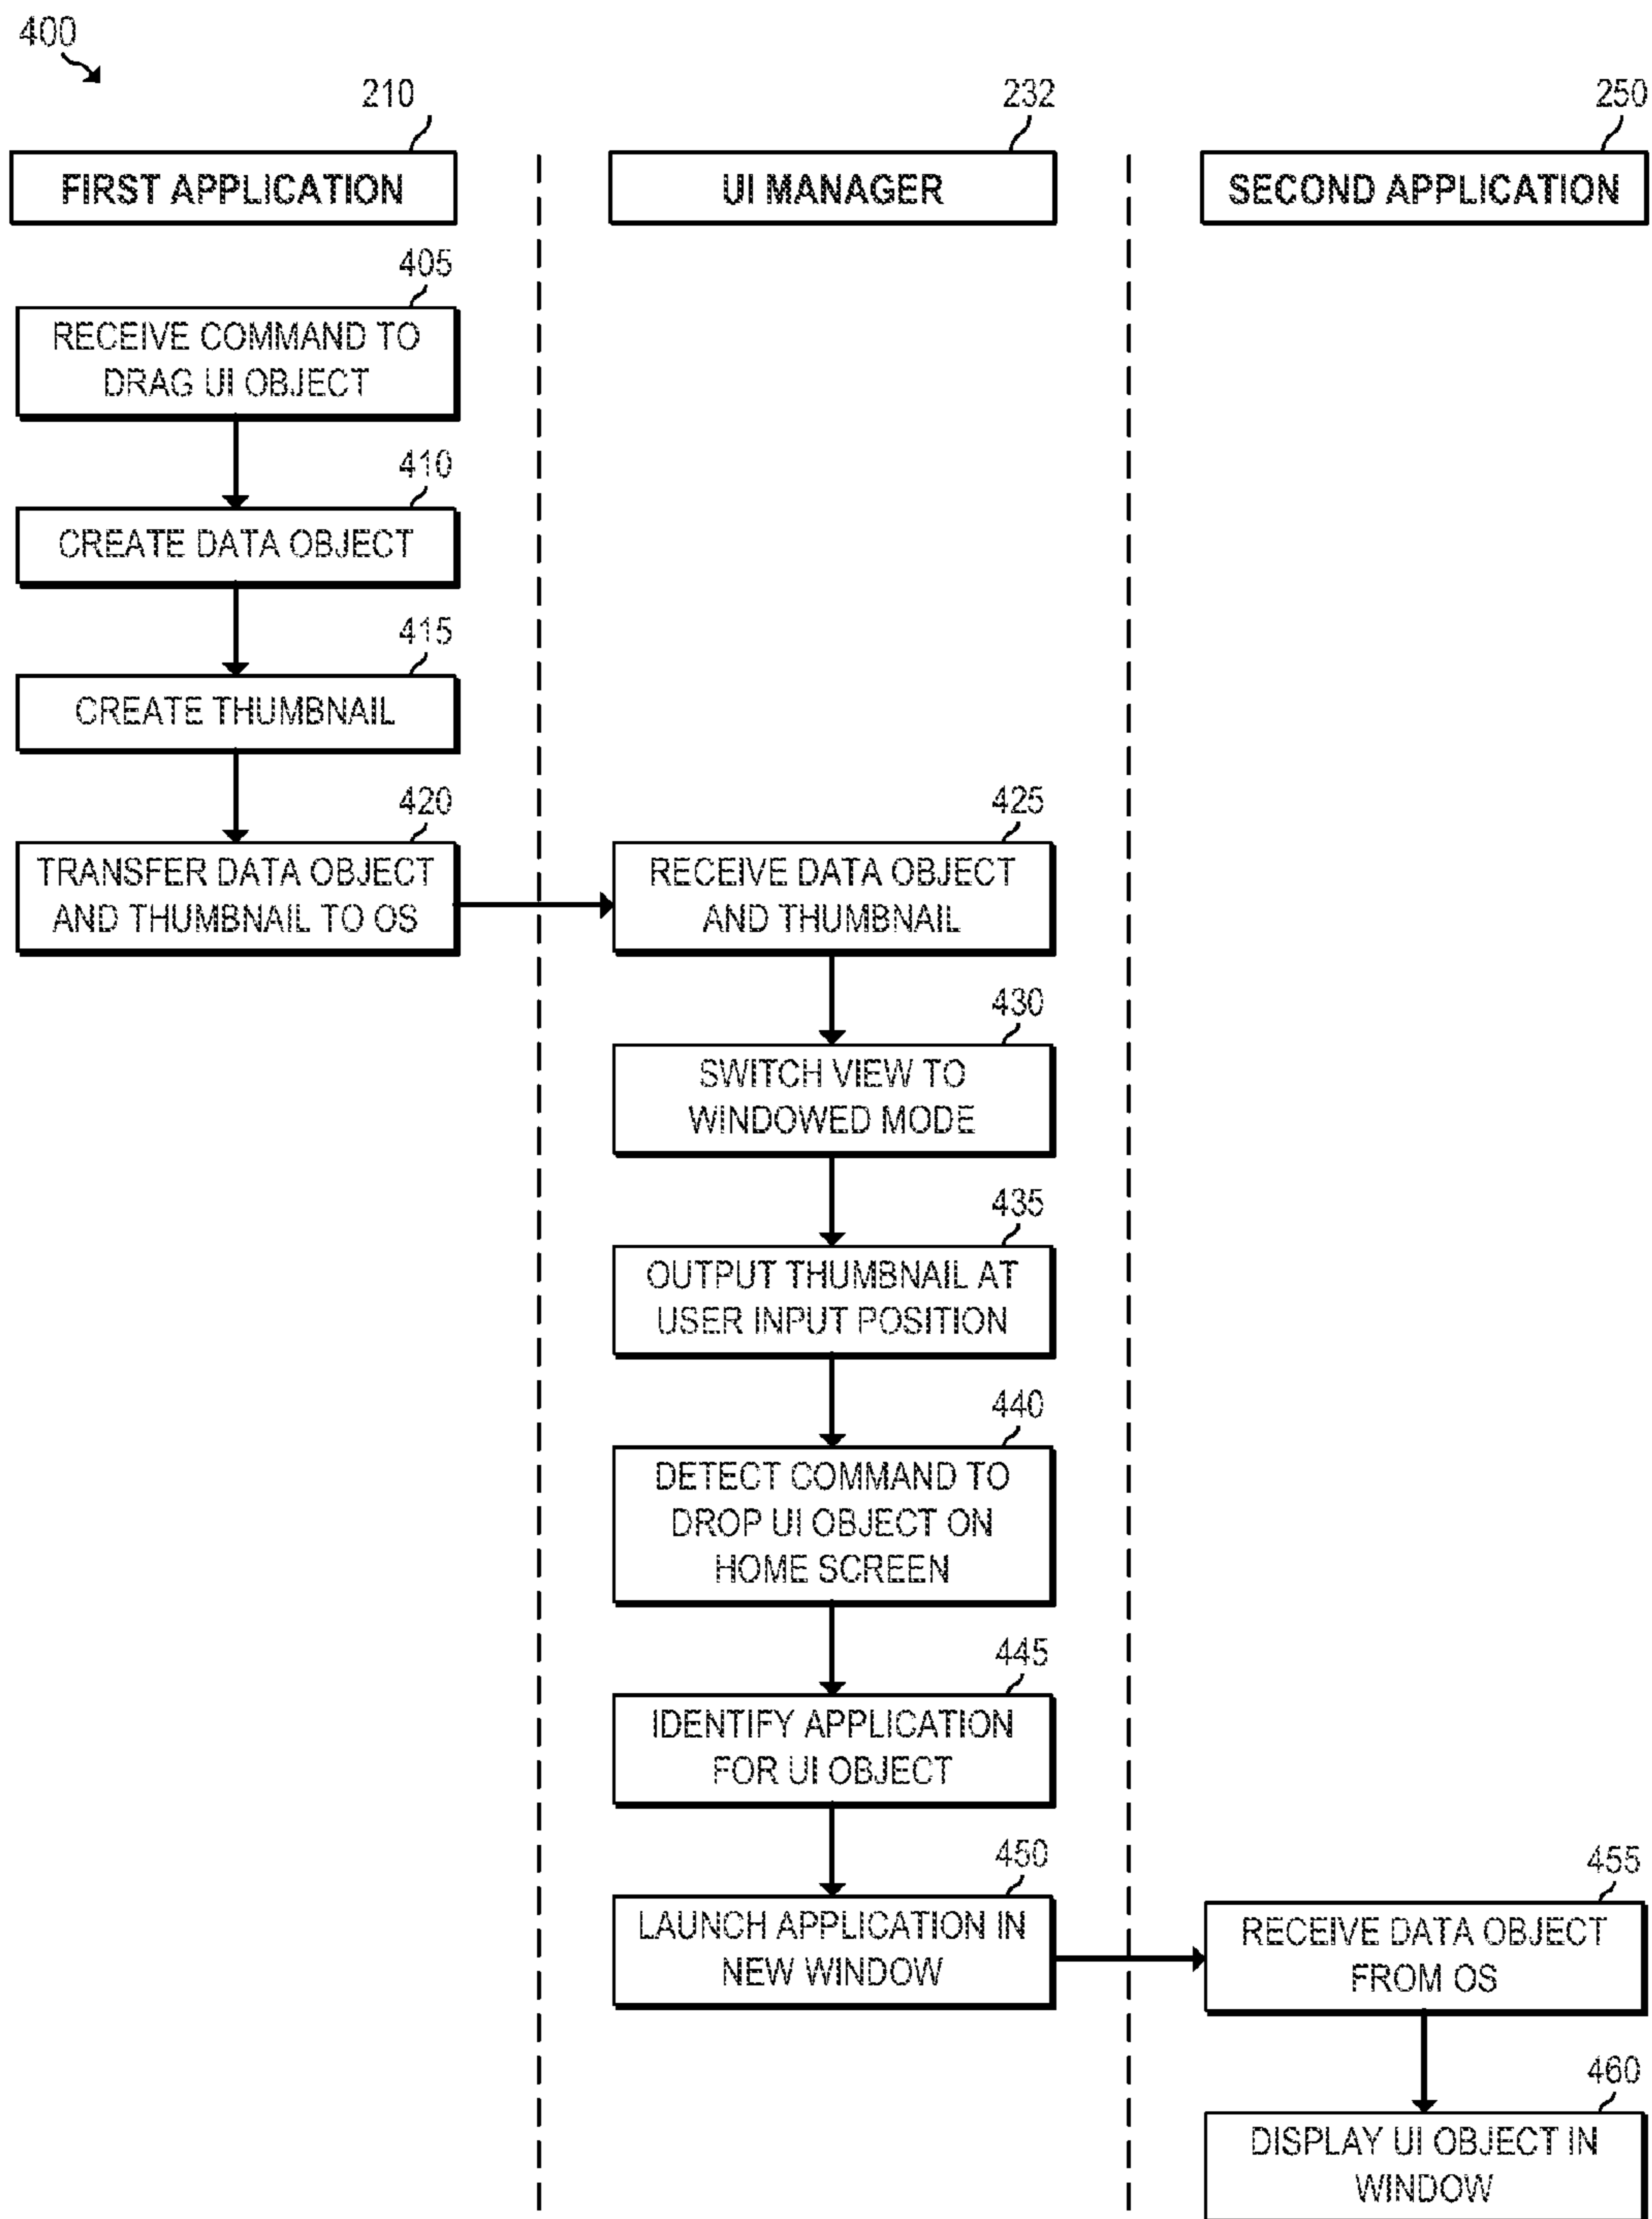 400
210
232
250
FIRST APPLICATION
UI MANAGER
SECOND APPLICATION
405
RECEIVE COMMAND TO
DRAG UI OBJECT
410
CREATE DATA OBJECT
415
CREATE THUMBNAIL
420
TRANSFER DATA OBJECT
AND THUMBNAIL TO OS
425
RECEIVE DATA OBJECT
AND THUMBNAIL
430
SWITCH VIEW TO
WINDOWED MODE
435
OUTPUT THUMBNAIL AT
USER INPUT POSITION
440
DETECT COMMAND TO
DROP UI OBJECT ON
HOME SCREEN
445
IDENTIFY APPLICATION
FOR UI OBJECT
450
LAUNCH APPLICATION IN
NEW WINDOW
455
RECEIVE DATA OBJECT
FROM OS
460
DISPLAY UI OBJECT IN
WINDOW